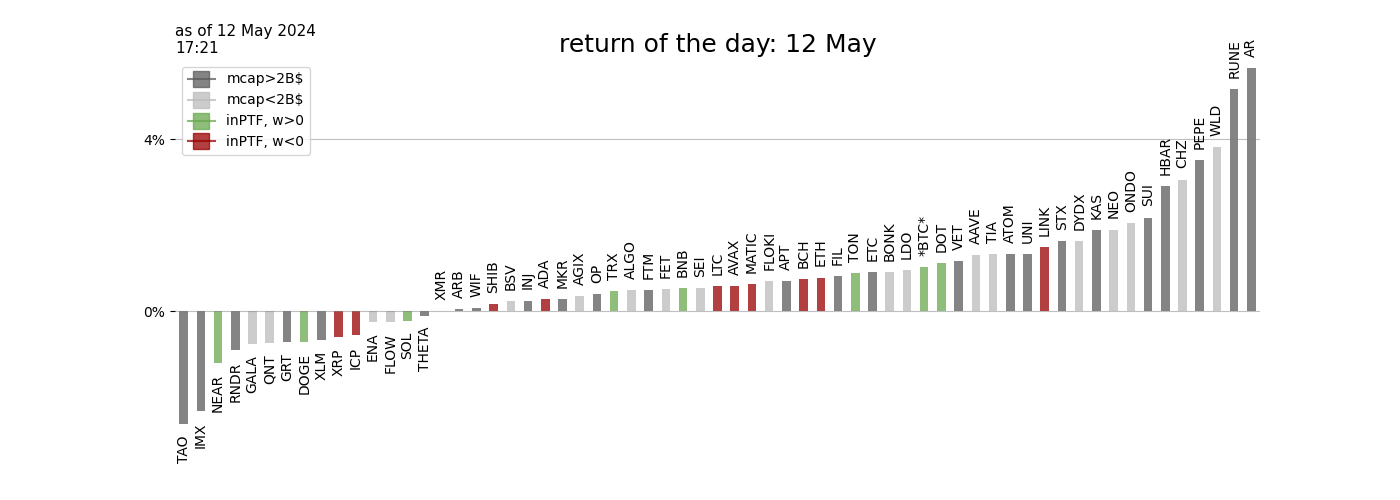 as of 12 May 2024
17:21
return of the day: 12 May
mcap>2B$
mcap<2B$
inPTF, w>0
inPTF, w<0
4%
0%
TAO
IMX
NEAR
RNDR
GALA
QNT
GRT
DOGE
XLM
XRP
ICP
ENA
FLOW
SOL
THETA
XMR
ARB
WIF
SHIB
BSV
INJ
ADA
MKR
AGIX
OP
TRX
ALGO
FTM
FET
BNB
SEI
LTC
AVAX
MATIC
FLOKI
APT
BCH
ETH
FIL
TON
ETC
BONK
LDO
*BTC*
DOT
VET
AAVE
TIA
ATOM
UNI
LINK
STX
DYDX
KAS
NEO
ONDO
SUI
HBAR
CHZ
PEPE
WLD
RUNE
AR